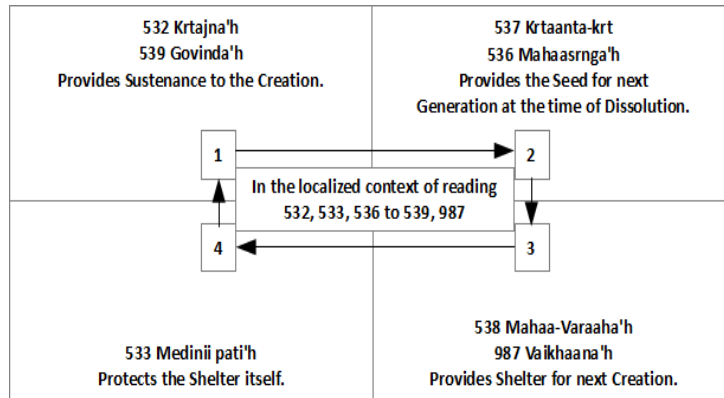 532 Krtajna'h
539 Govinda'h
Provides Sustenance to the Creation.
537 Krtaanta-krt
536 Mahaasrnga'h
Provides the Seed for next
Generation at the time of Dissolution.
1
2
In the localized context of reading
532, 533, 536 to 539, 987
4
3
533 Medinii pati'h
Protects the Shelter itself.
538 Mahaa-Varaaha'h
987 Vaikhaana'h
Provides Shelter for next Creation.